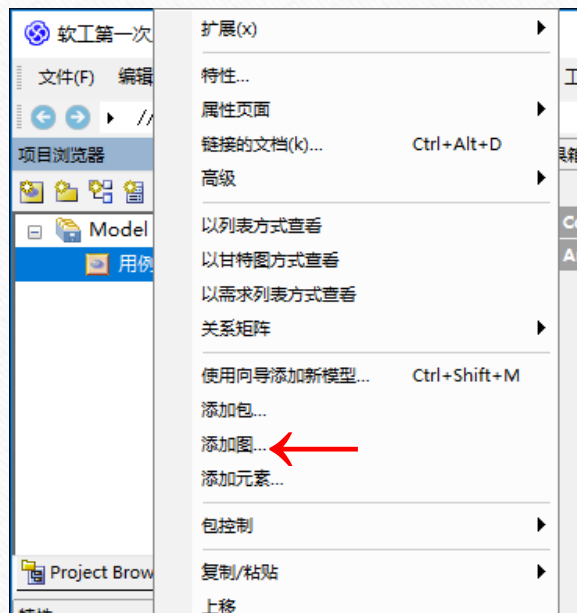 软工第一次
文件(F) 编辑
项目浏览器
Model
用例
Project Brow
特性
扩展(x)
特性...
属性页面
链接的文档(k)... Ctrl+Alt+D
高级
以列表方式查看
以甘特图方式查看
以需求列表方式查看
关系矩阵
使用向导添加新模型... Ctrl+Shift+M
添加包...
添加图...
添加元素...
包控制
复制/粘贴
上移